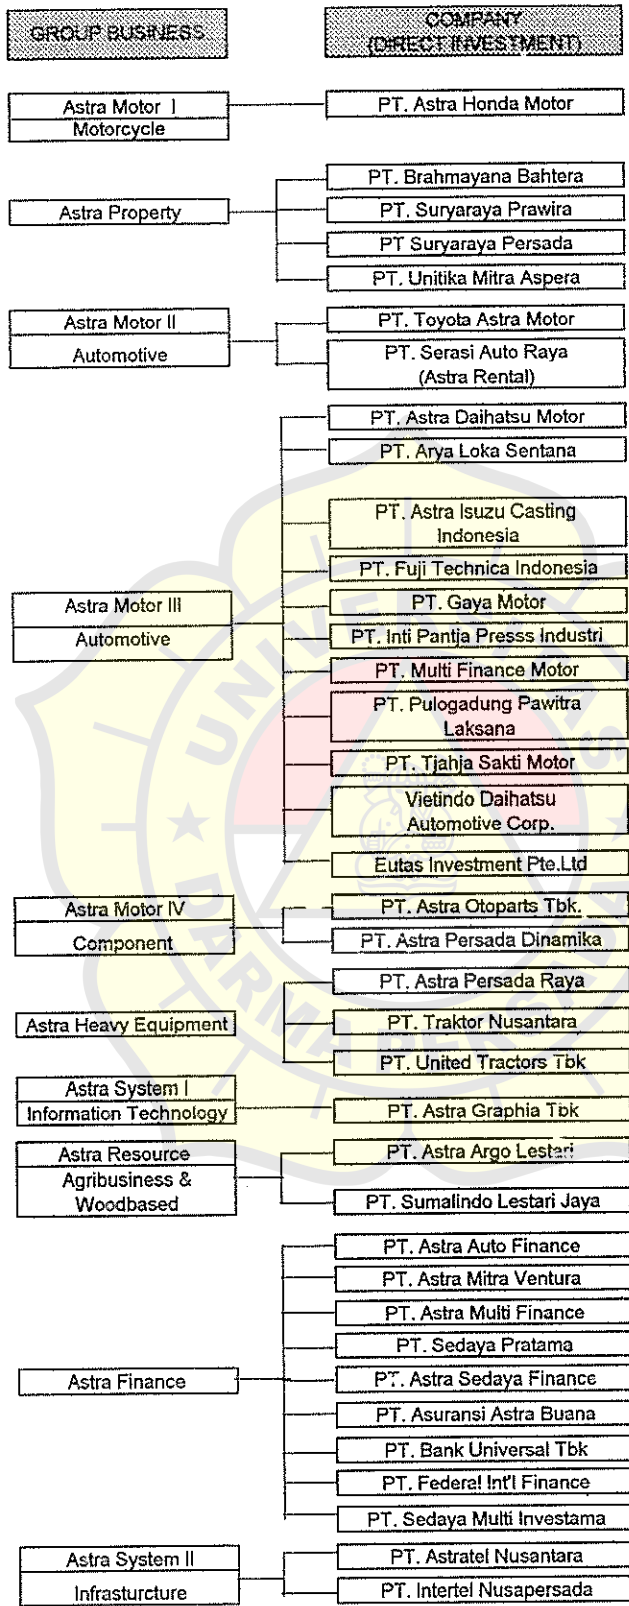 GROUP BUSINESS
COMPANY
(DIRECT INVESTMENT)
Astra Motor I
Motorcycle
PT. Astra Honda Motor
Astra Property
PT. Brahmayana Bahtera
PT. Suryaraya Prawira
PT Suryaraya Persada
PT. Unitika Mitra Aspera
Astra Motor II
Automotive
PT. Toyota Astra Motor
PT. Serasi Auto Raya
(Astra Rental)
Astra Motor III
Automotive
PT. Astra Daihatsu Motor
PT. Arya Loka Sentana
PT. Astra Isuzu Casting
Indonesia
PT. Fuji Technica Indonesia
PT. Gaya Motor
PT. Inti Pantja Presss Industri
PT. Multi Finance Motor
PT. Pulogadung Pawitra
Laksana
PT. Tjahja Sakti Motor
Vietindo Daihatsu
Automotive Corp.
Eutas Investment Pte.Ltd
Astra Motor IV
Component
PT. Astra Otoparts Tbk.
PT. Astra Persada Dinamika
Astra Heavy Equipment
PT. Astra Persada Raya
PT. Traktor Nusantara
PT. United Tractors Tbk
Astra System I
Information Technology
PT. Astra Graphia Tbk
Astra Resource
Agribusiness &
Woodbased
PT. Astra Argo Lestari
PT. Sumalindo Lestari Jaya
Astra Finance
PT. Astra Auto Finance
PT. Astra Mitra Ventura
PT. Astra Multi Finance
PT. Sedaya Pratama
PT. Astra Sedaya Finance
PT. Asuransi Astra Buana
PT. Bank Universal Tbk
PT. Federal Int'l Finance
PT. Sedaya Multi Investama
Astra System II
Infrasturcture
PT. Astratel Nusantara
PT. Intertel Nusapersada
UNIVERSITAS
DARMA PERSADA